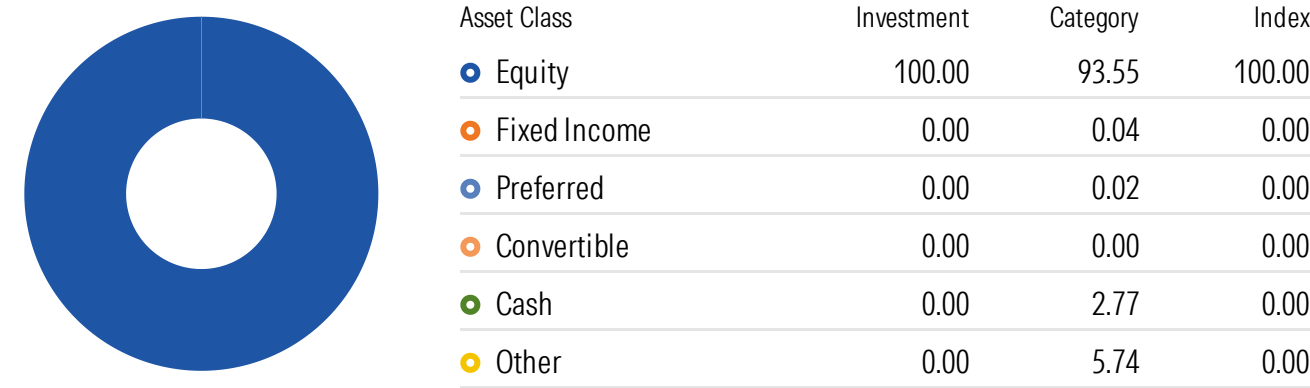 Asset Class Investment Category Index
Equity 100.00 93.55 100.00
Fixed Income 0.00 0.04 0.00
Preferred 0.00 0.02 0.00
Convertible 0.00 0.00 0.00
Cash 0.00 2.77 0.00
Other 0.00 5.74 0.00